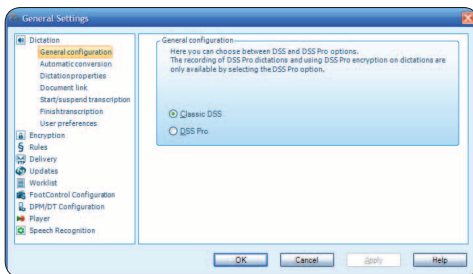 General Settings
Dictation
General configuration
Automatic conversion
Dictation properties
Document link
Start/suspend transcription
Finish transcription
User preferences
Encryption
Rules
Delivery
Updates
Worklist
FootControl Configuration
DPM/DT Configuration
Player
Speech Recognition
General configuration
Here you can choose between DSS and DSS Pro options.
The recording of DSS Pro dictations and using DSS Pro encryption on dictations are
only available by selecting the DSS Pro option.
Classic DSS
DSS Pro
OK
Cancel
Apply
Help